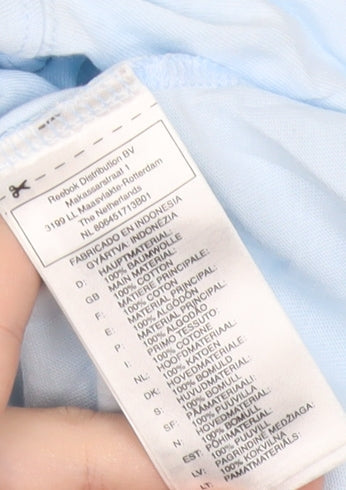 Reebok Distribution BV
Makassarstraat 1
3199 LL Maasvlakte-Rotterdam
The Netherlands
NL 806451713B01
FABRICADO EN INDONESIA
GYÁRTVA: INDONÉZIA
D: HAUPTMATERIAL:
100% BAUMWOLLE
GB MAIN MATERIAL:
100% COTTON
F: MATIERE PRINCIPALE:
100% COTON
E: MATERIAL PRINCIPAL:
100% ALGODÓN
P: MATERIAL PRINCIPAL:
100% ALGODAO
I: PRIMO TESSUTO:
100% COTONE
NL: HOOFDMATERIAAL:
100% KATOEN
DK: HOVEDMATERIALE:
100% BOMULD
S: HUVUDMATERIAL:
100% BOMULL
SF: PÄÄMATERIAALI:
100% PUUVILLA
N: HOVEDMATERIAL:
100% BOMULL
EST: PÕHIMATERJAL:
100% PUUVILL
LV: PAGRINDINE MEDŽIAGA:
100% KOKVILNA
LT: PAMATMATERIALS: